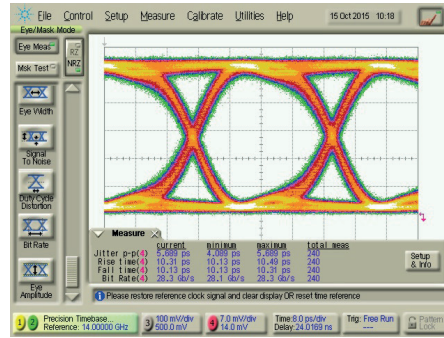 File Control Setup Measure Calibrate Utilities Help 15 Oct 2015 10:18
Eye/Mask Mode
Eye Meas
RZ
NRZ
Msk Test
Eye Width
Signal
To Noise
Duty Cycle
Distortion
Bit Rate
Eye
Amplitude
Measure
current minimum maximum total meas
Jitter p-p(4) 5.689 ps 4.089 ps 5.689 ps 240
Rise time(4) 10.31 ps 10.13 ps 10.49 ps 240
Fall time(4) 10.13 ps 10.13 ps 10.31 ps 240
Bit Rate(4) 28.3 Gb/s 28.1 Gb/s 28.3 Gb/s 240
Setup
& Info
Please restore reference clock signal and clear display OR reset time reference
1 2 Precision Timebase...
Reference: 14.00000 GHz
3 100 mV/div
500.0 mV
4 7.0 mV/div
14.0 mV
Time:8.0 ps/div
Delay:24.0169 ns
Trig: Free Run
----
Pattern
Lock